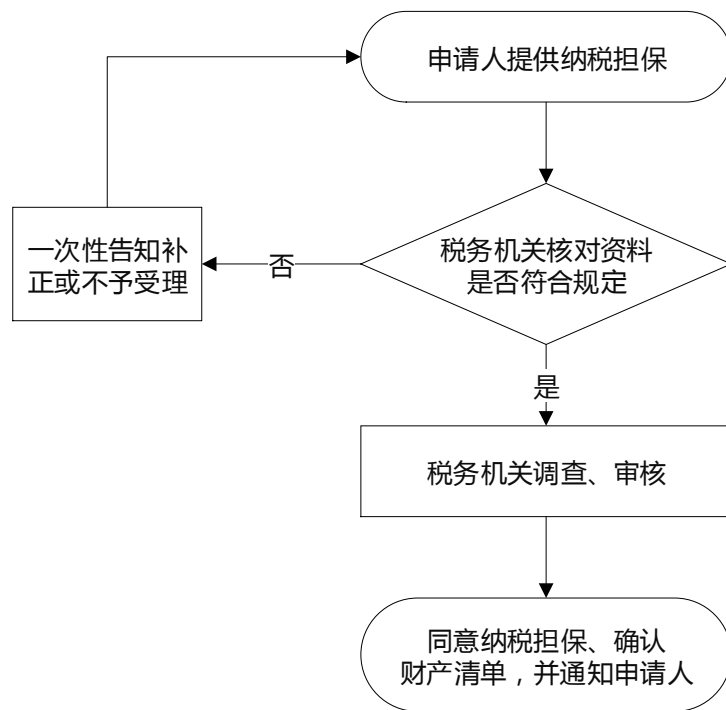 申请人提供纳税担保
税务机关核对资料
是否符合规定
否
一次性告知补
正或不予受理
是
税务机关调查、审核
同意纳税担保、确认
财产清单，并通知申请人